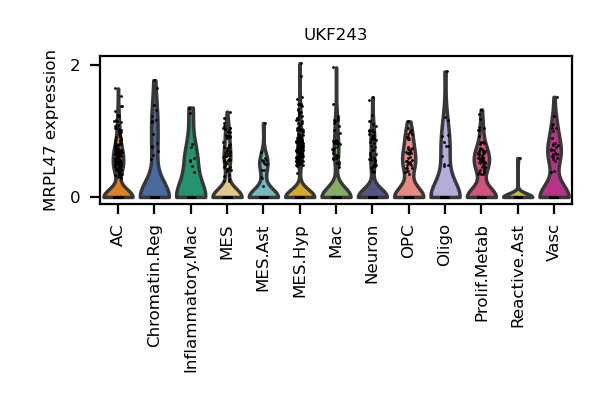 UKF243
MRPL47 expression
2
0
AC
Chromatin.Reg
Inflammatory.Mac
MES
MES.Ast
MES.Hyp
Mac
Neuron
OPC
Oligo
Prolif.Metab
Reactive.Ast
Vasc